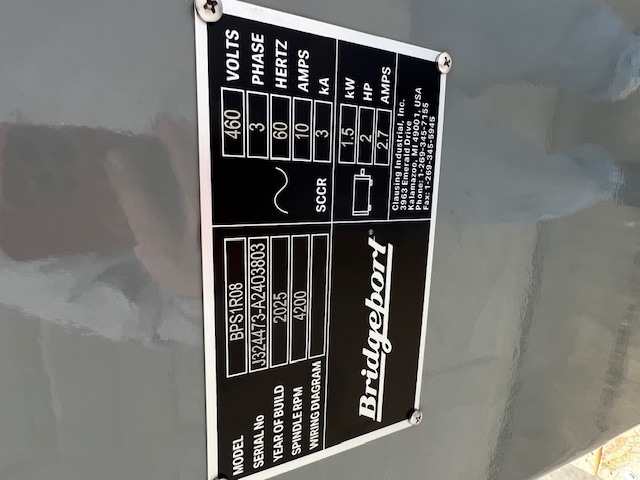 MODEL BPS1R08
SERIAL No J324473-A24O3803
YEAR OF BUILD 2025
SPINDLE RPM 4200
WIRING DIAGRAM
Bridgeport®
460 VOLTS
3 PHASE
60 HERTZ
10 AMPS
SCCR 3 kA
1.5 kW
2 HP
2.7 AMPS
Clausing Industrial, Inc.
3963 Emerald Drive
Kalamazoo, MI 49001, USA
Phone: 1-269-345-7155
Fax: 1-269-345-5945